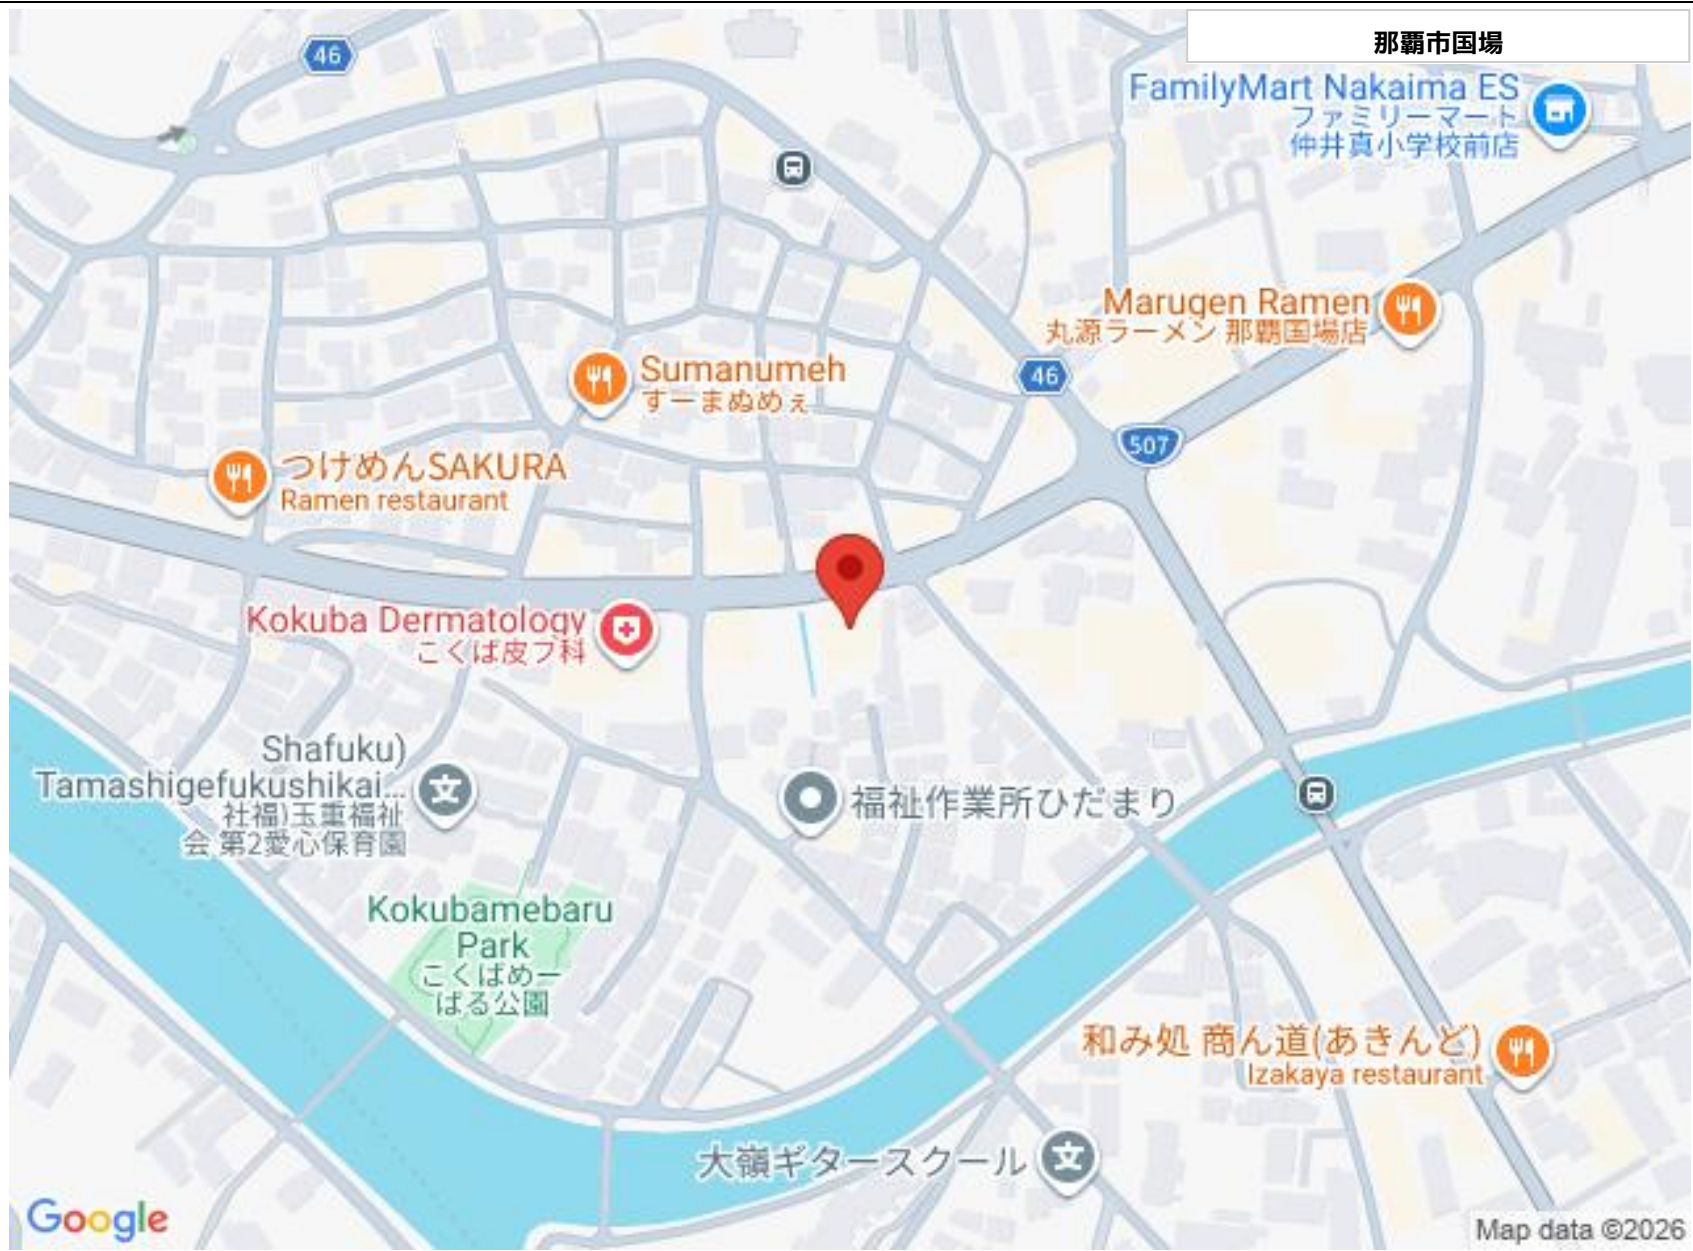 那覇市国場
46
FamilyMart Nakaima ES
ファミリーマート
仲井真小学校前店
Marugen Ramen
丸源ラーメン 那覇国場店
Sumanumeh
すーまぬめぇ
46
507
つけめんSAKURA
Ramen restaurant
Kokuba Dermatology
こくば皮フ科
Shafuku)
Tamashigefukushikai...
社福)玉重福祉
会 第2愛心保育園
福祉作業所ひだまり
Kokubamebaru
Park
こくばめー
ばる公園
和み処 商ん道(あきんど)
Izakaya restaurant
大嶺ギタースクール
Google
Map data ©2026